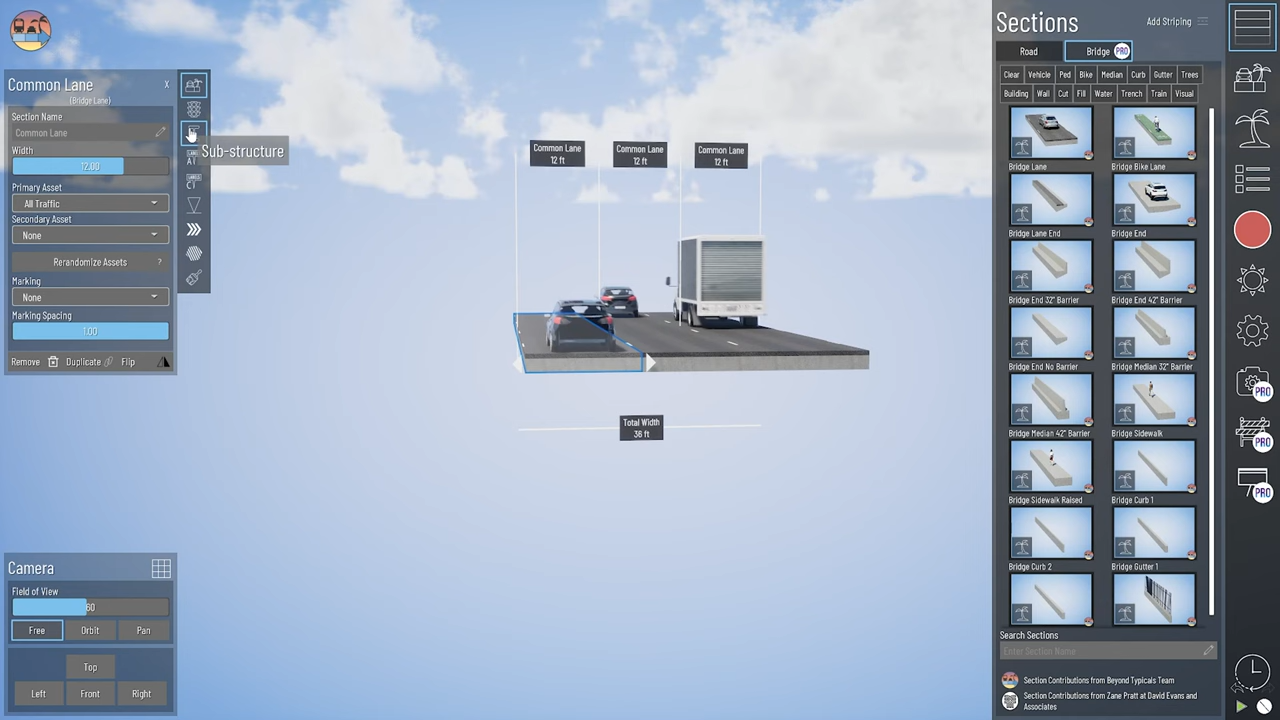 Common Lane
x
(Bridge Lane)
Section Name
Common Lane
Width
12.00
Primary Asset
All Traffic
Secondary Asset
None
Rerandomize Assets
?
Marking
None
Marking Spacing
1.00
Remove
Duplicate
Flip
Sub-structure
Common Lane
12 ft
Common Lane
12 ft
Common Lane
12 ft
Total Width
36 ft
Camera
Field of View
60
Free
Orbit
Pan
Top
Left
Front
Right
Sections
Add Striping
Road
Bridge PRO
Clear Vehicle Ped Bike Median Curb Gutter Trees
Building Wall Cut Fill Water Trench Train Visual
Bridge Lane
Bridge Bike Lane
Bridge Lane End
Bridge End
Bridge End 32" Barrier
Bridge End 42" Barrier
Bridge End No Barrier
Bridge Median 32" Barrier
Bridge Median 42" Barrier
Bridge Sidewalk
Bridge Sidewalk Raised
Bridge Curb 1
Bridge Curb 2
Bridge Gutter 1
Search Sections
Enter Section Name
Section Contributions from Beyond Typicals Team
Section Contributions from Zane Pratt at David Evans and
Associates
PRO
PRO
PRO